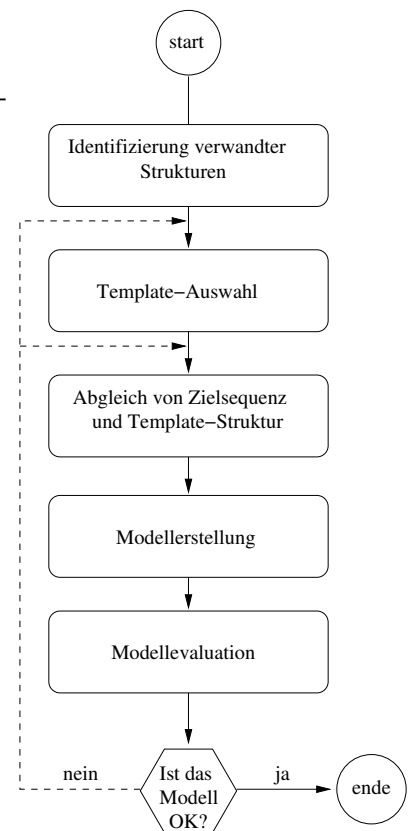 start
Identifizierung verwandter
Strukturen
Template−Auswahl
Abgleich von Zielsequenz
und Template−Struktur
Modellerstellung
Modellevaluation
nein
Ist das
Modell
OK?
ja
ende